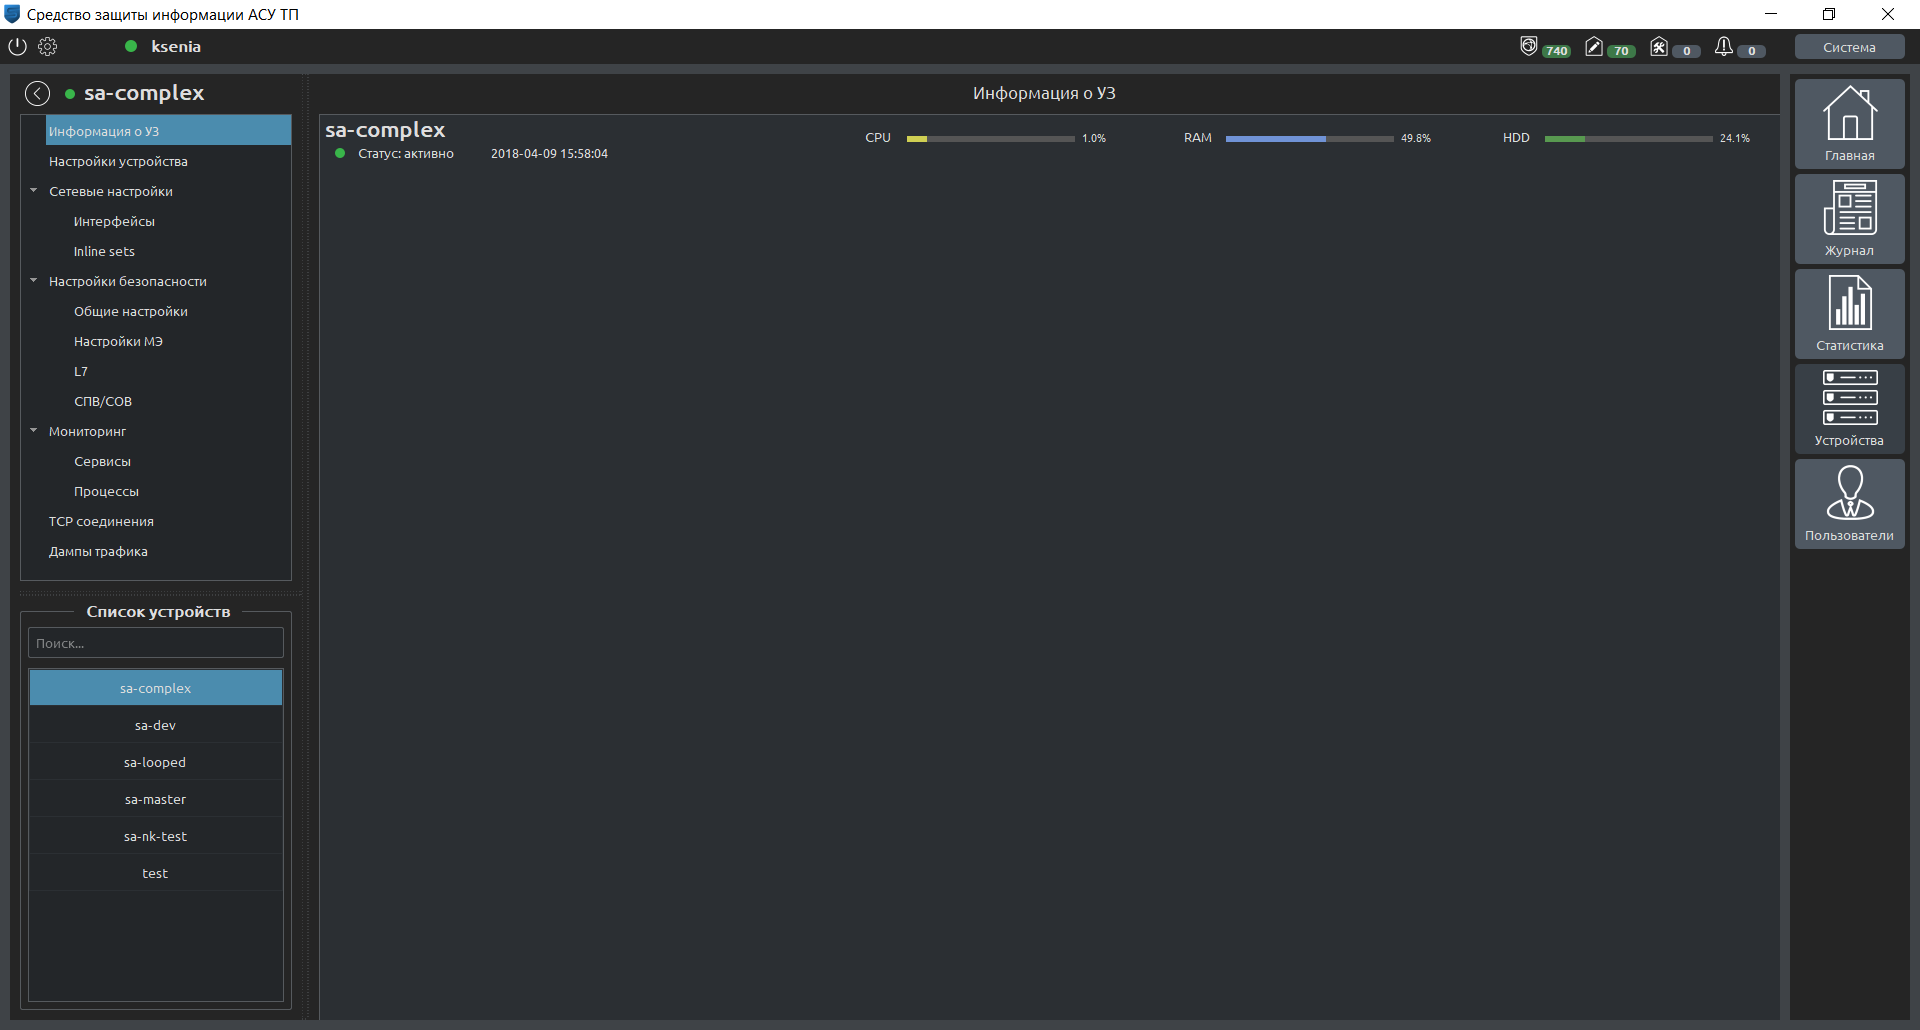 Средство защиты информации АСУ ТП
ksenia
740
70
0
0
Система
sa-complex
Информация о УЗ
Настройки устройства
Сетевые настройки
Интерфейсы
Inline sets
Настройки безопасности
Общие настройки
Настройки МЭ
L7
СПВ/СОВ
Мониторинг
Сервисы
Процессы
TCP соединения
Дампы трафика
Список устройств
Поиск...
sa-complex
sa-dev
sa-looped
sa-master
sa-nk-test
test
Информация о УЗ
sa-complex
Статус: активно 2018-04-09 15:58:04
CPU 1.0%
RAM 49.8%
HDD 24.1%
Главная
Журнал
Статистика
Устройства
Пользователи